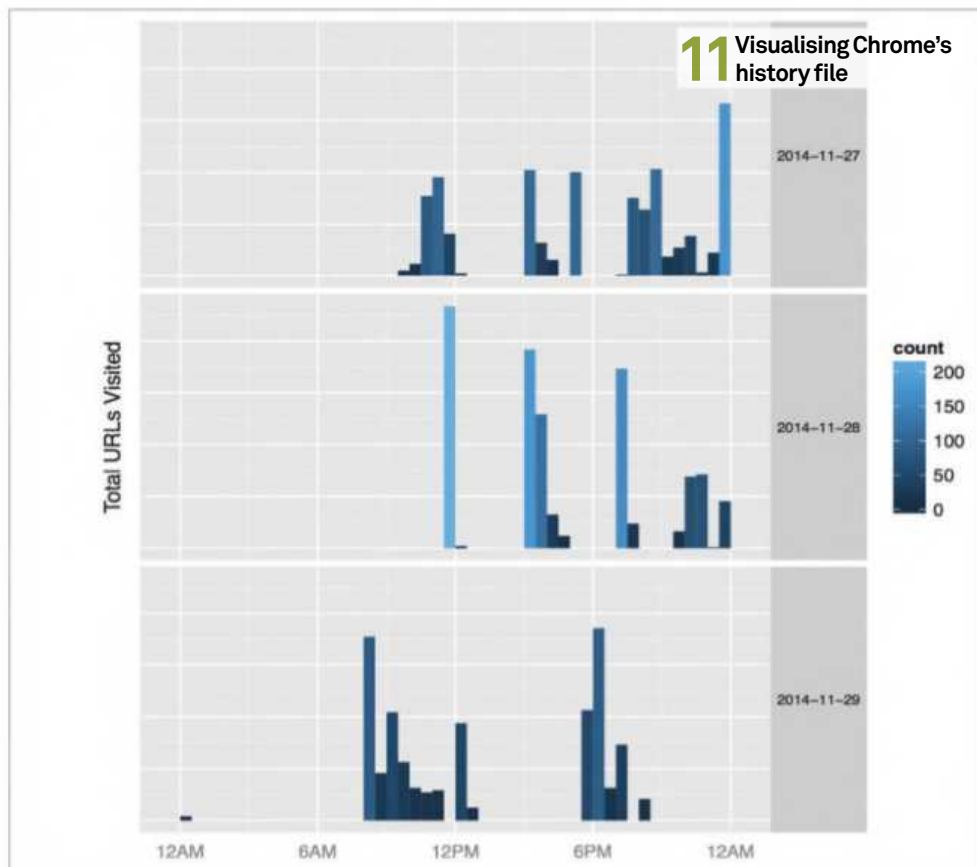 11 Visualising Chrome's
history file
2014-11-27
Total URLs Visited
2014-11-28
count
200
150
100
50
0
2014-11-29
12AM 6AM 12PM 6PM 12AM